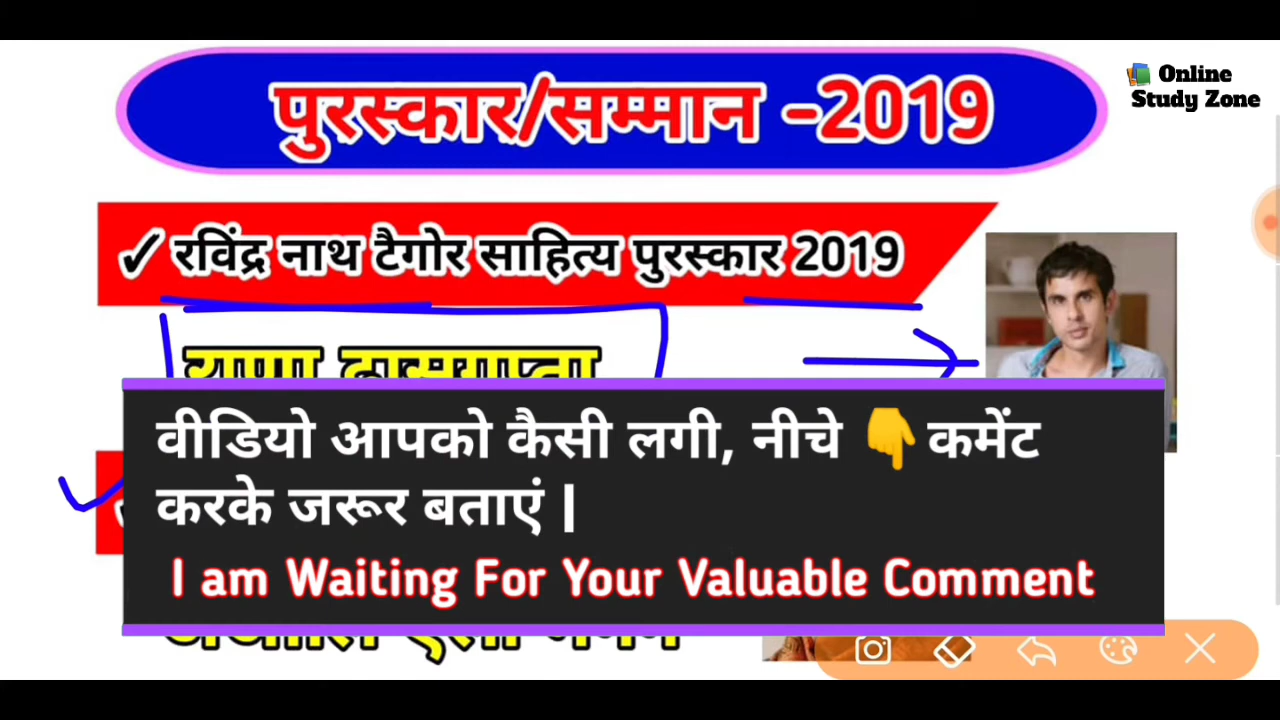 पुरस्कार/सम्मान -2019
Online
Study Zone
✓ रविंद्र नाथ टैगोर साहित्य पुरस्कार 2019
राणा दासगुप्ता
वीडियो आपको कैसी लगी, नीचे 👇 कमेंट
करके जरूर बताएं |
I am Waiting For Your Valuable Comment